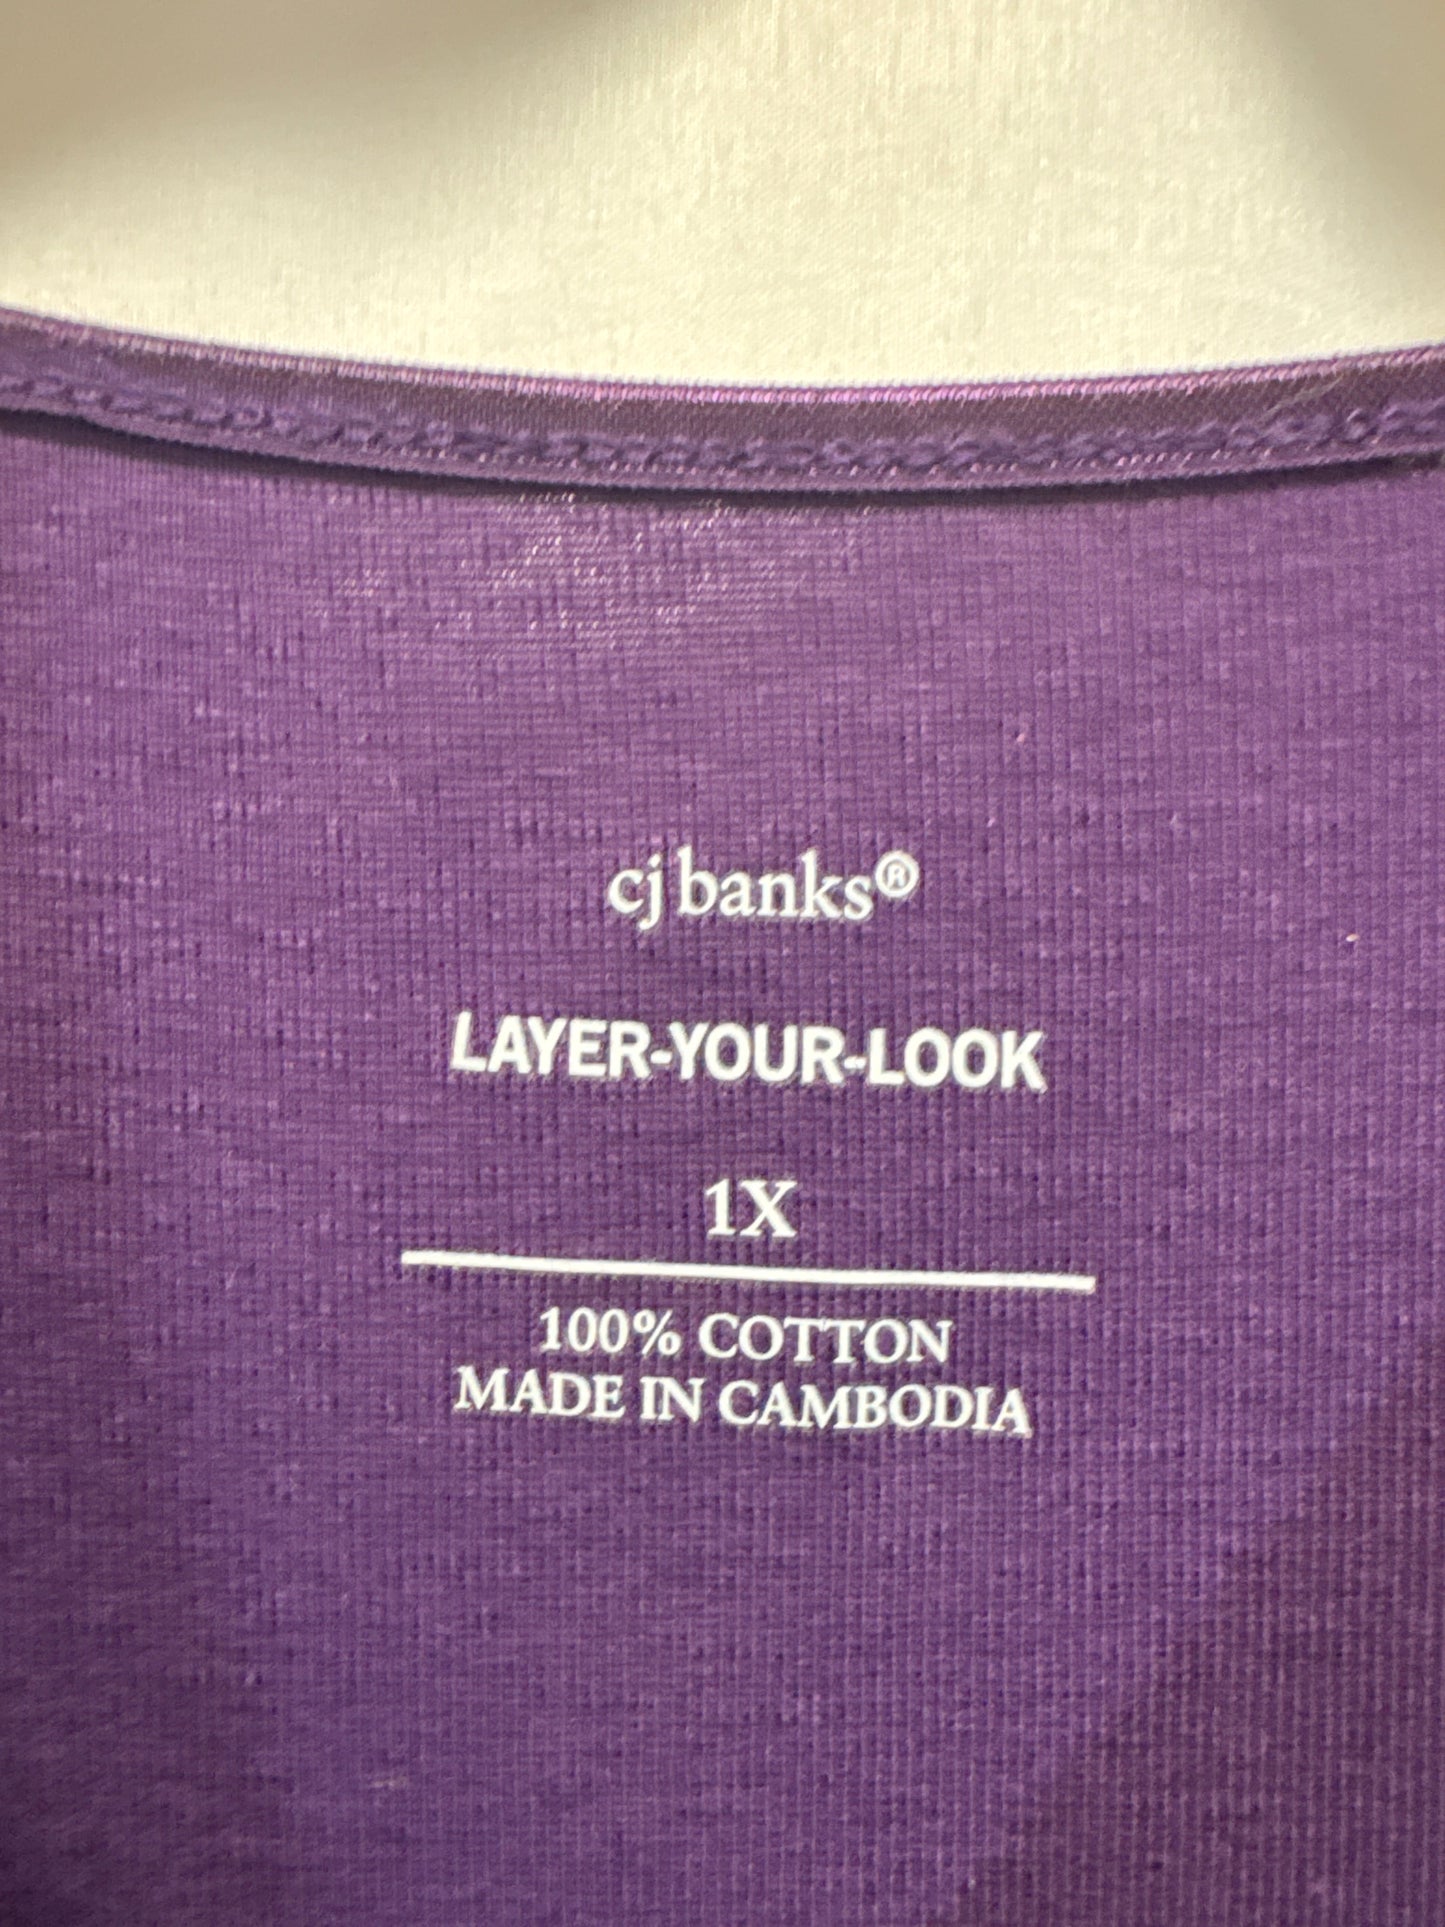 cj banks®
LAYER-YOUR-LOOK
1X
100% COTTON
MADE IN CAMBODIA